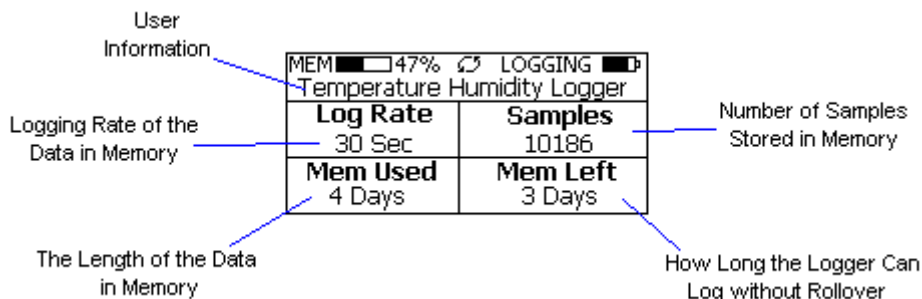 User
Information
MEM 47% LOGGING
Temperature Humidity Logger
Log Rate Samples
30 Sec 10186
Mem Used Mem Left
4 Days 3 Days
Logging Rate of the
Data in Memory
Number of Samples
Stored in Memory
The Length of the Data
in Memory
How Long the Logger Can
Log without Rollover